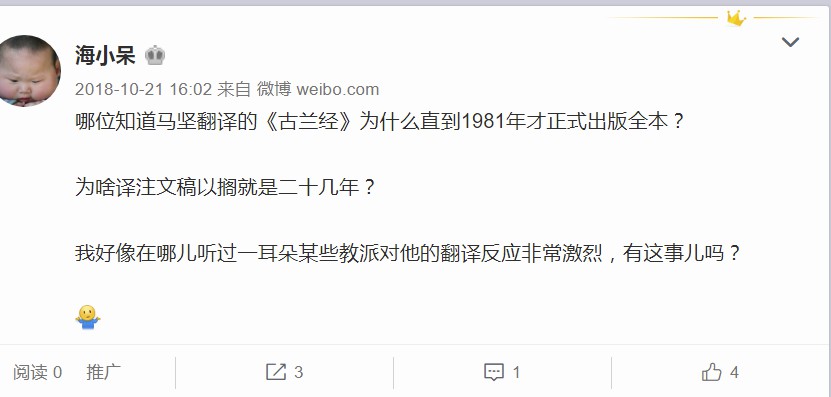 海小呆
2018-10-21 16:02 来自 微博 weibo.com
哪位知道马坚翻译的《古兰经》为什么直到1981年才正式出版全本？
为啥译注文稿以搁就是二十几年？
我好像在哪儿听过一耳朵某些教派对他的翻译反应非常激烈，有这事儿吗？
阅读 0 推广 3 1 4